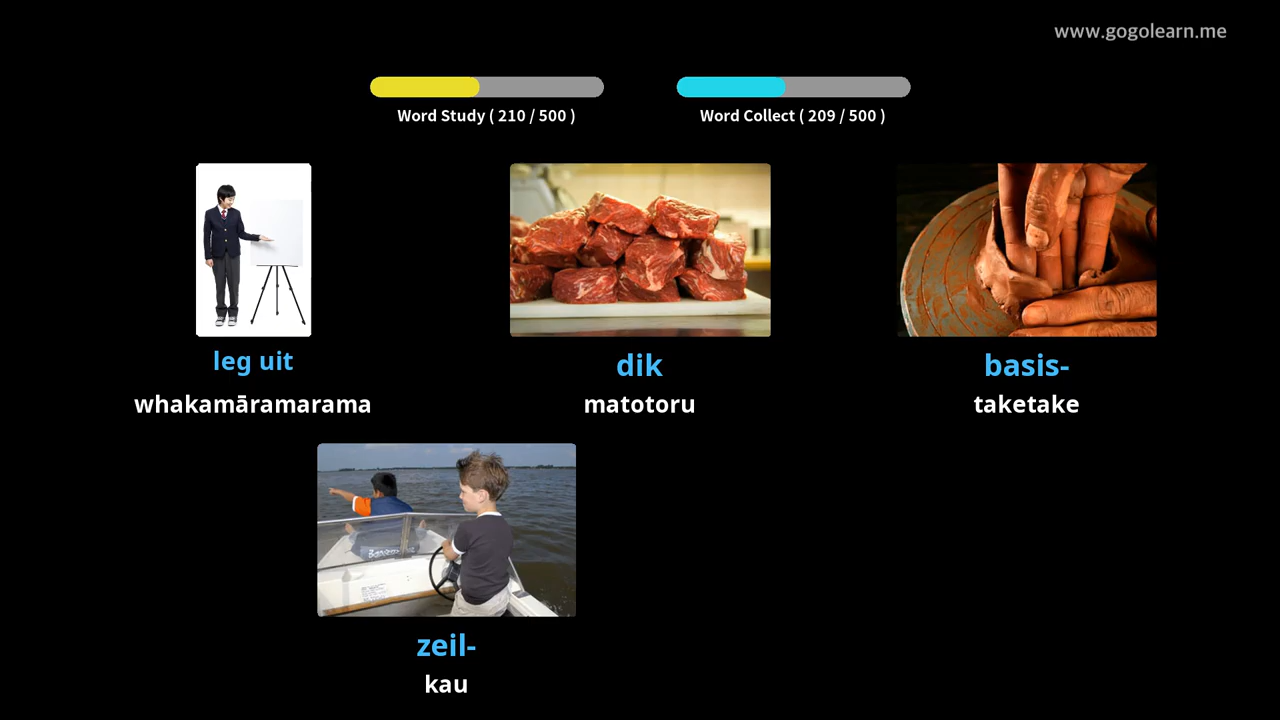 www.gogolearn.me
Word Study ( 210 / 500 )
Word Collect ( 209 / 500 )
leg uit
whakamāramarama
dik
matotoru
basis-
taketake
zeil-
kau